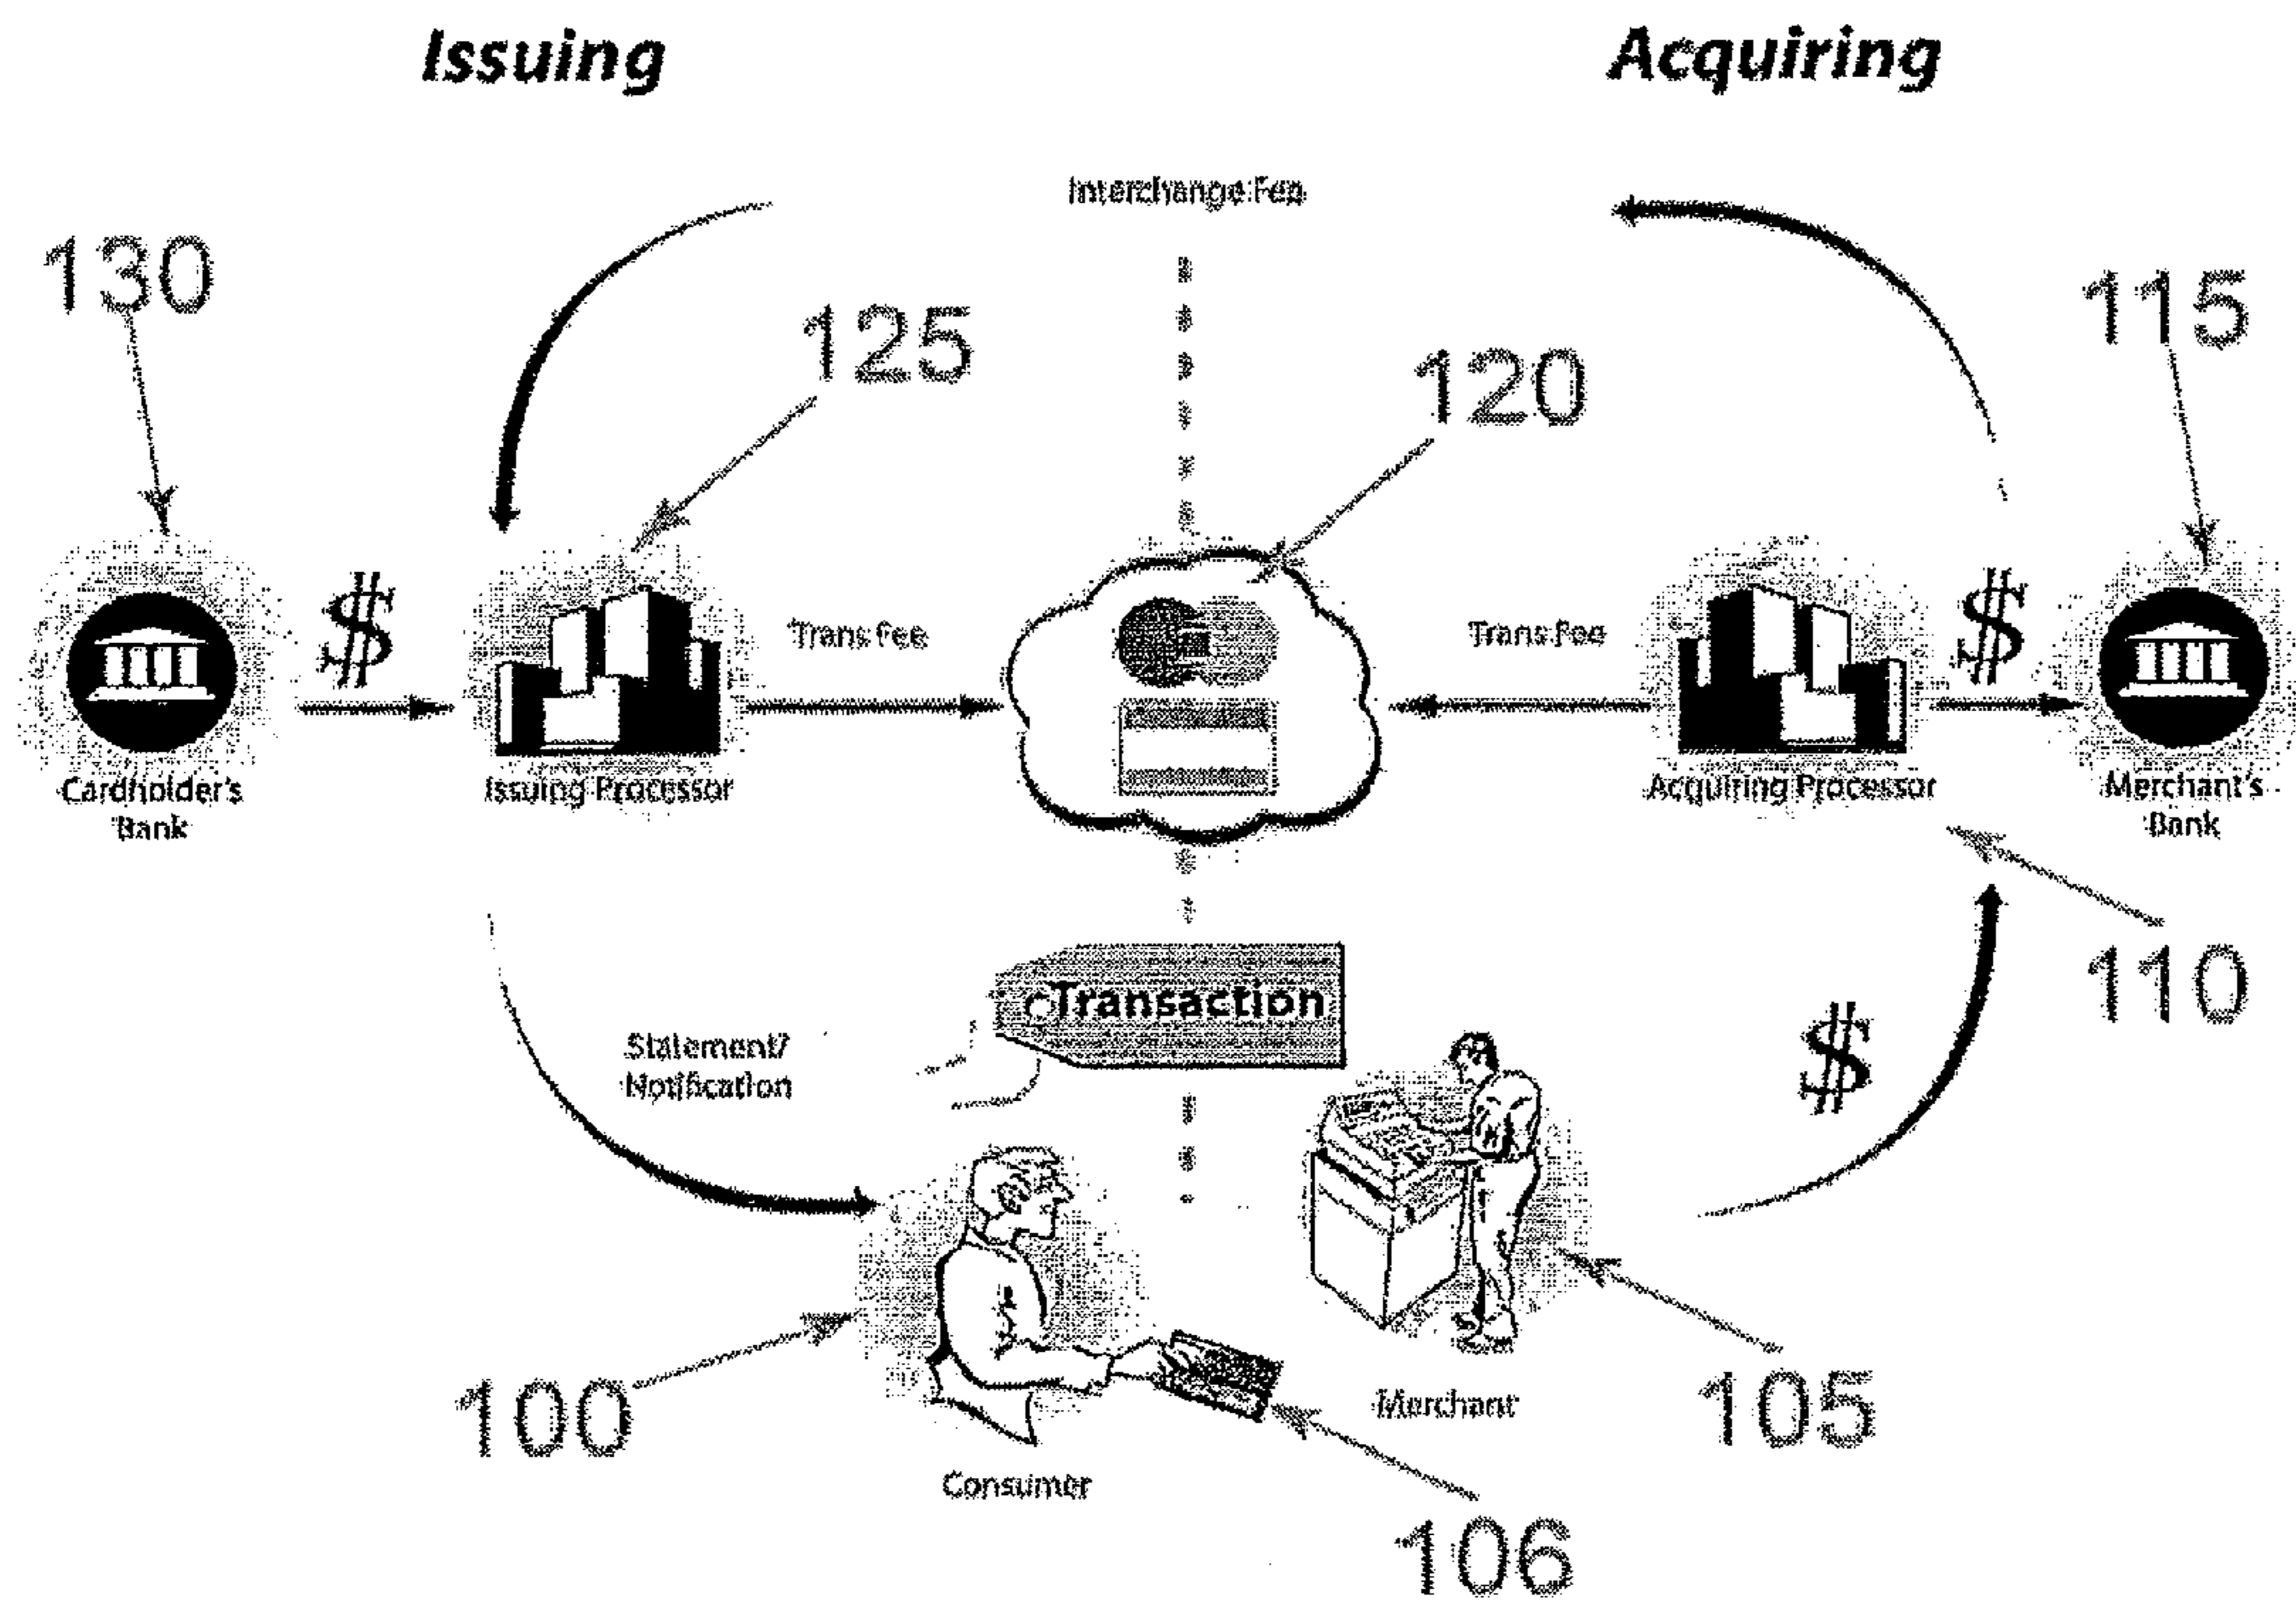 Issuing
Acquiring
Interchange Fee
130
125
120
115
$
Trans Fee
Trans Fee
$
Cardholder's
Bank
Issuing Processor
Acquiring Processor
Merchant's
Bank
110
Transaction
Statement/
Notification
$
100
Merchant
105
Consumer
106